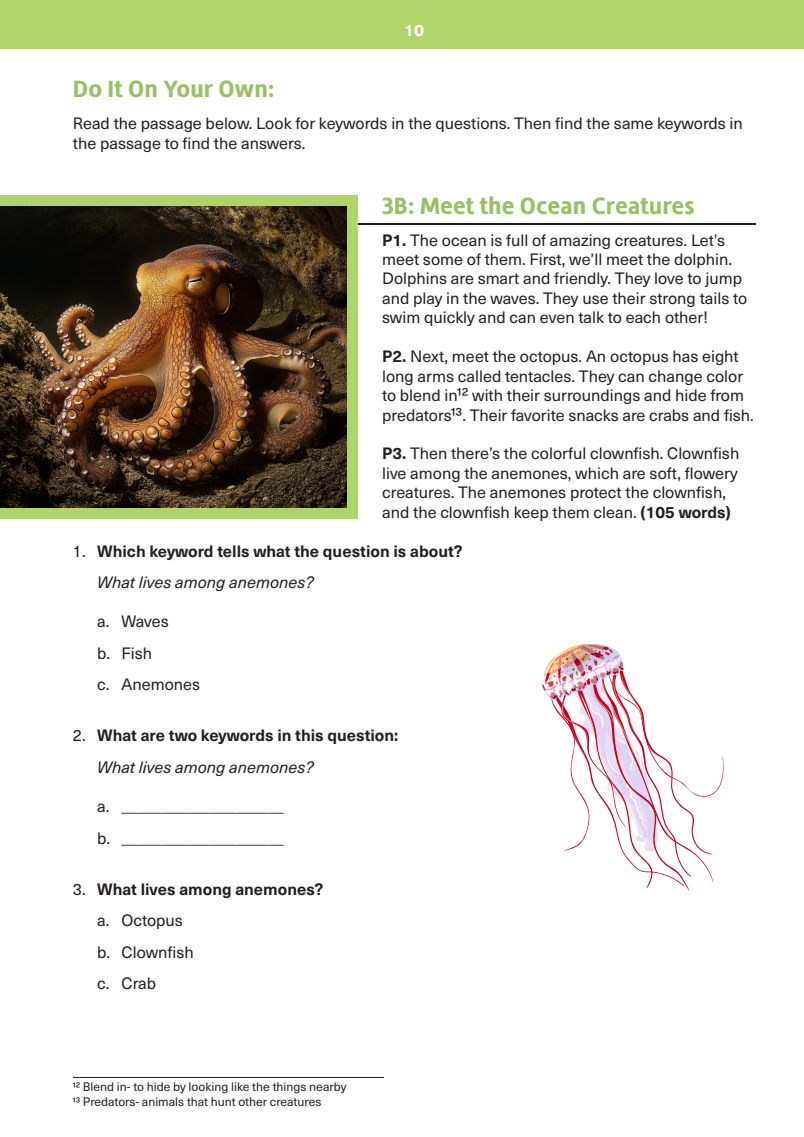 10
Do It On Your Own:
Read the passage below. Look for keywords in the questions. Then find the same keywords in
the passage to find the answers.
3B: Meet the Ocean Creatures
P1. The ocean is full of amazing creatures. Let’s
meet some of them. First, we’ll meet the dolphin.
Dolphins are smart and friendly. They love to jump
and play in the waves. They use their strong tails to
swim quickly and can even talk to each other!
P2. Next, meet the octopus. An octopus has eight
long arms called tentacles. They can change color
to blend in¹² with their surroundings and hide from
predators¹³. Their favorite snacks are crabs and fish.
P3. Then there’s the colorful clownfish. Clownfish
live among the anemones, which are soft, flowery
creatures. The anemones protect the clownfish,
and the clownfish keep them clean. (105 words)
1. Which keyword tells what the question is about?
What lives among anemones?
a. Waves
b. Fish
c. Anemones
2. What are two keywords in this question:
What lives among anemones?
a. ____________________
b. ____________________
3. What lives among anemones?
a. Octopus
b. Clownfish
c. Crab
¹² Blend in- to hide by looking like the things nearby
¹³ Predators- animals that hunt other creatures